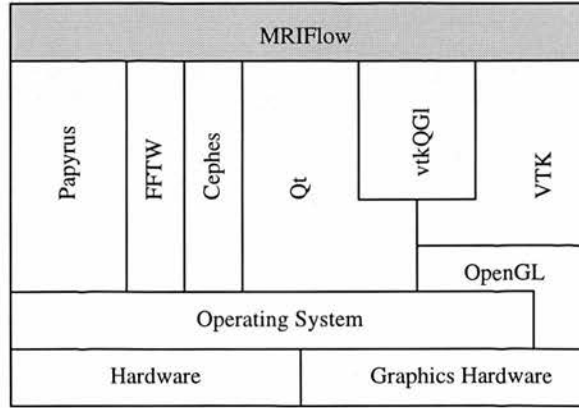 MRIFlow
Papyrus
FFTW
Cephes
Qt
vtkQGl
VTK
OpenGL
Operating System
Hardware
Graphics Hardware